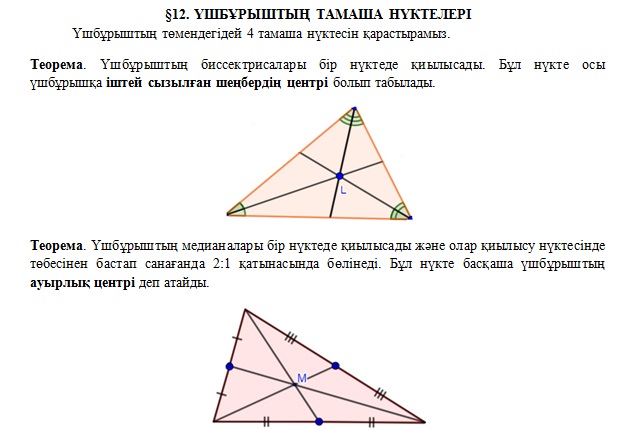 §12. ҮШБҰРЫШТЫҢ ТАМАША НҮКТЕЛЕРІ
Үшбұрыштың төмендегідей 4 тамаша нүктесін қарастырамыз.
Теорема. Үшбұрыштың биссектрисалары бір нүктеде қиылысады. Бұл нүкте осы
үшбұрышқа іштей сызылған шеңбердің центрі болып табылады.
L
Теорема. Үшбұрыштың медианалары бір нүктеде қиылысады және олар қиылысу нүктесінде
төбесінен бастап санағанда 2:1 қатынасында бөлінеді. Бұл нүкте басқаша үшбұрыштың
ауырлық центрі деп атайды.
M